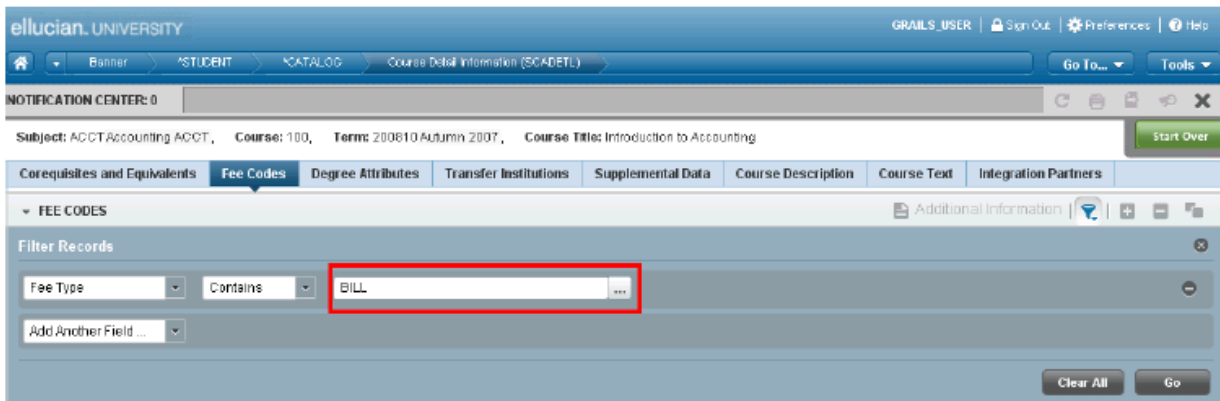 ellucian. UNIVERSITY GRAILS_USER | Sign Out | Preferences | Help
Banner *STUDENT *CATALOG Course Detail Information (SCADETL) Go To... Tools
NOTIFICATION CENTER: 0
Subject: ACCT Accounting ACCT, Course: 100, Term: 200810 Autumn 2007, Course Title: Introduction to Accounting Start Over
Corequisites and Equivalents Fee Codes Degree Attributes Transfer Institutions Supplemental Data Course Description Course Text Integration Partners
FEE CODES Additional Information
Filter Records
Fee Type Contains BILL ...
Add Another Field ...
Clear All Go